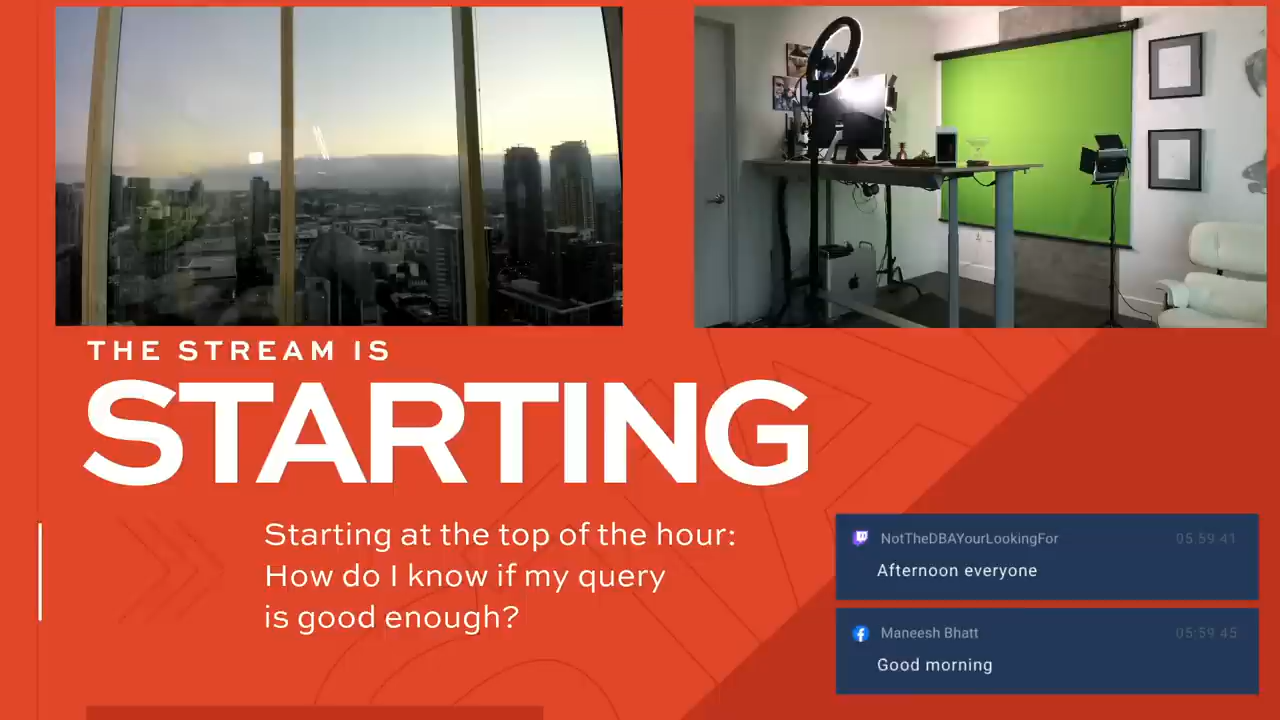 THE STREAM IS
STARTING
Starting at the top of the hour:
How do I know if my query
is good enough?
NotTheDBAYourLookingFor 05:59:41
Afternoon everyone
Maneesh Bhatt 05:59:45
Good morning